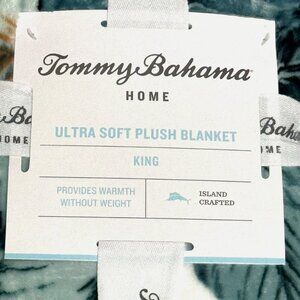 Tommy Bahama
HOME
ULTRA SOFT PLUSH BLANKET
KING
PROVIDES WARMTH
WITHOUT WEIGHT
ISLAND
CRAFTED